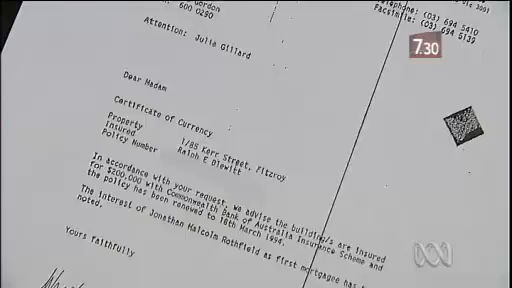 Gordon
600 0290
Telephone: (03) 694 5410
Facsimile: (03) 694 5139
7.30
Attention: Julia Gillard
Dear Madam
Certificate of Currency
Property 1/85 Kerr Street, Fitzroy
Insured Ralph E Blewitt
Policy Number
In accordance with your request, we advise the building/s are insured
for $200,000 with Commonwealth Bank of Australia Insurance Scheme and
the policy has been renewed to 18th March 1994.
The interest of Jonathan Malcolm Rothfield as first mortgagee has
noted.
Yours faithfully
ABC